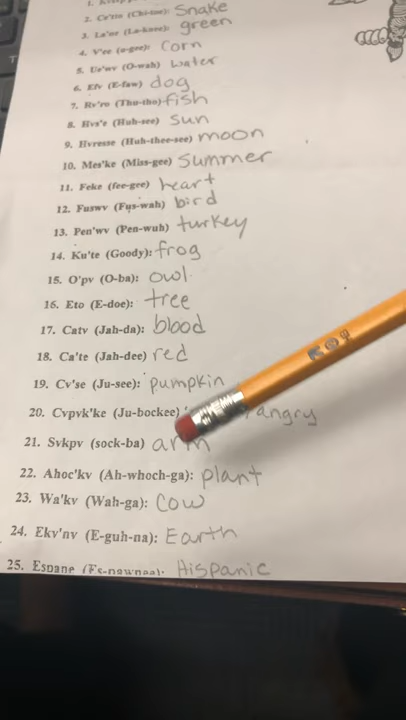 2. Ce'tto (Chi-toe): Snake
3. La'ne (La-knee): green
4. V'ce (u-gee): Corn
5. Ue'wv (O-wah) water
6. Efv (E-faw) dog
7. Rv'ro (Thu-tho) fish
8. Hvs'e (Huh-see) sun
9. Hvresse (Huh-thee-see) moon
10. Mes'ke (Miss-gee) Summer
11. Feke (fee-gee) heart
12. Fuswv (Fus-wah) bird
13. Pen'wv (Pen-wuh) turkey
14. Ku'te (Goody): frog
15. O'pv (O-ba): owl
16. Eto (E-doe): tree
17. Catv (Jah-da): blood
18. Ca'te (Jah-dee) red
19. Cv'se (Ju-see): pumpkin
20. Cvpvk'ke (Ju-bockee) angry
21. Svkpv (sock-ba) arm
22. Ahoc'kv (Ah-whoch-ga): plant
23. Wa'kv (Wah-ga): Cow
24. Ekv'nv (E-guh-na): Earth
25. Espane Hispanic